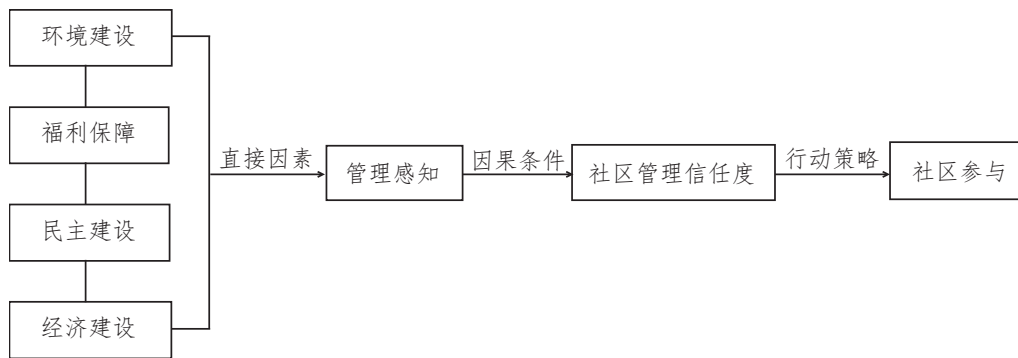 环境建设
福利保障
民主建设
经济建设
直接因素
管理感知
因果条件
社区管理信任度
行动策略
社区参与